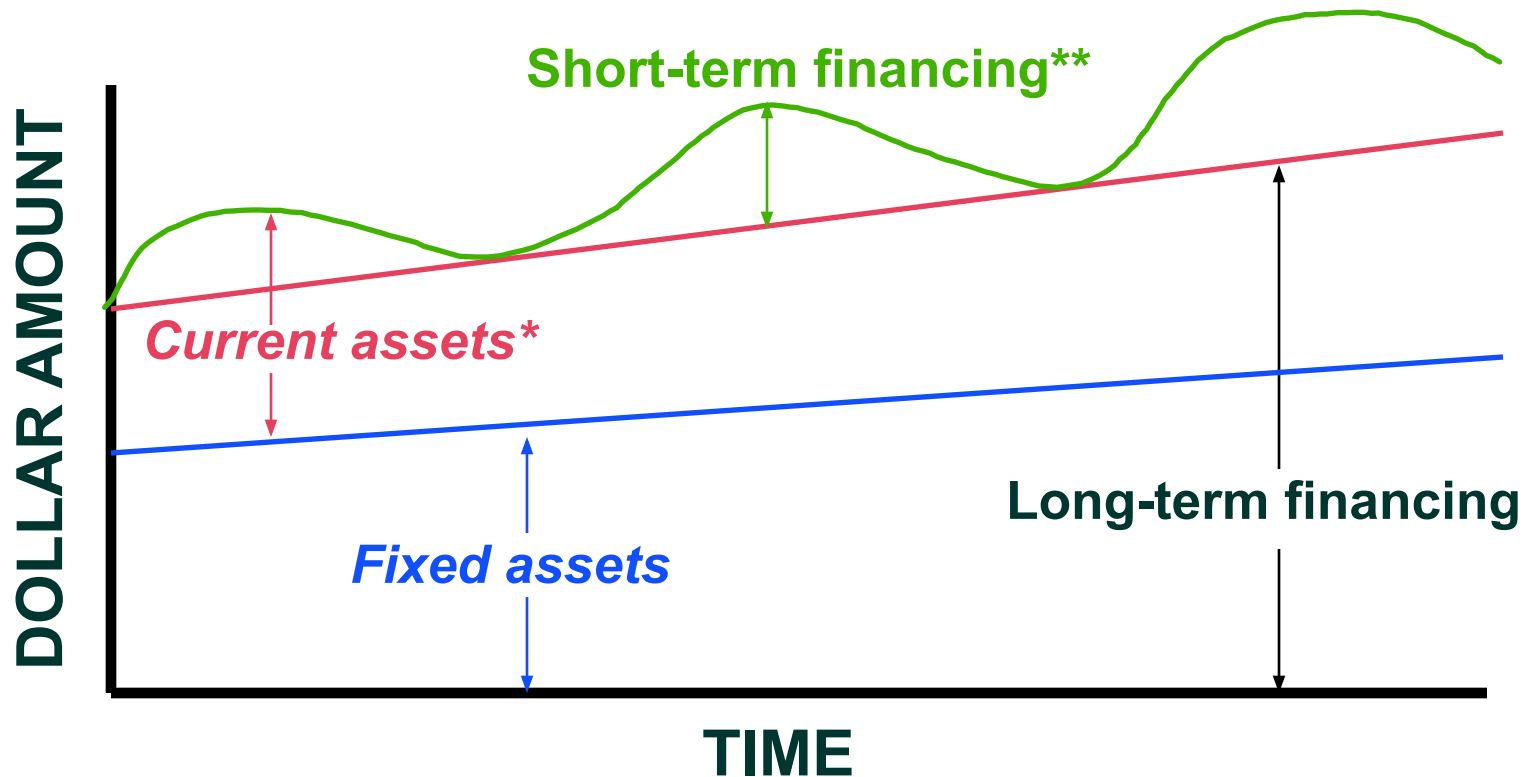 Short-term financing**
DOLLAR AMOUNT
Current assets*
Long-term financing
Fixed assets
TIME